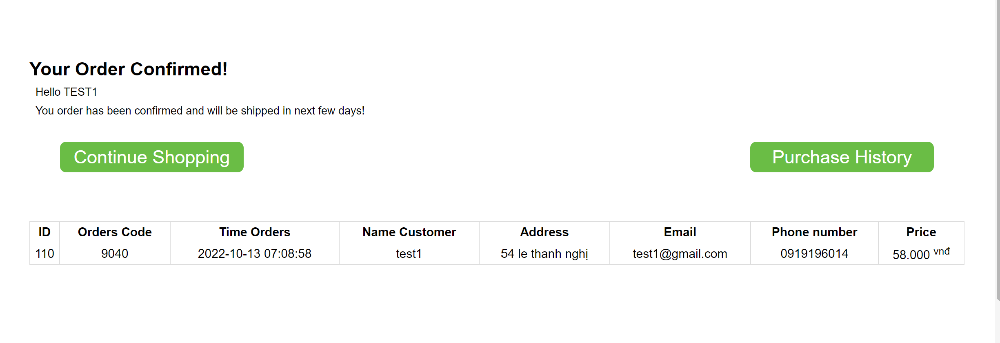 Your Order Confirmed!
Hello TEST1
You order has been confirmed and will be shipped in next few days!
Continue Shopping Purchase History
ID Orders Code Time Orders Name Customer Address Email Phone number Price
110 9040 2022-10-13 07:08:58 test1 54 le thanh nghị test1@gmail.com 0919196014 58.000 vnđ